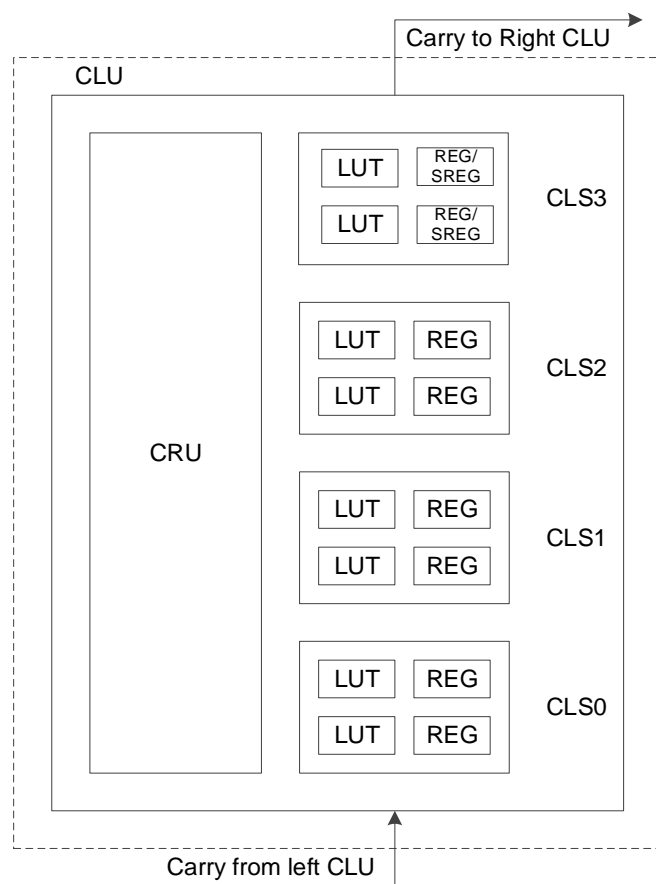 Carry to Right CLU
CLU
LUT
REG/
SREG
LUT
REG/
SREG
CLS3
LUT REG
LUT REG
CLS2
CRU
LUT REG
LUT REG
CLS1
LUT REG
LUT REG
CLS0
Carry from left CLU